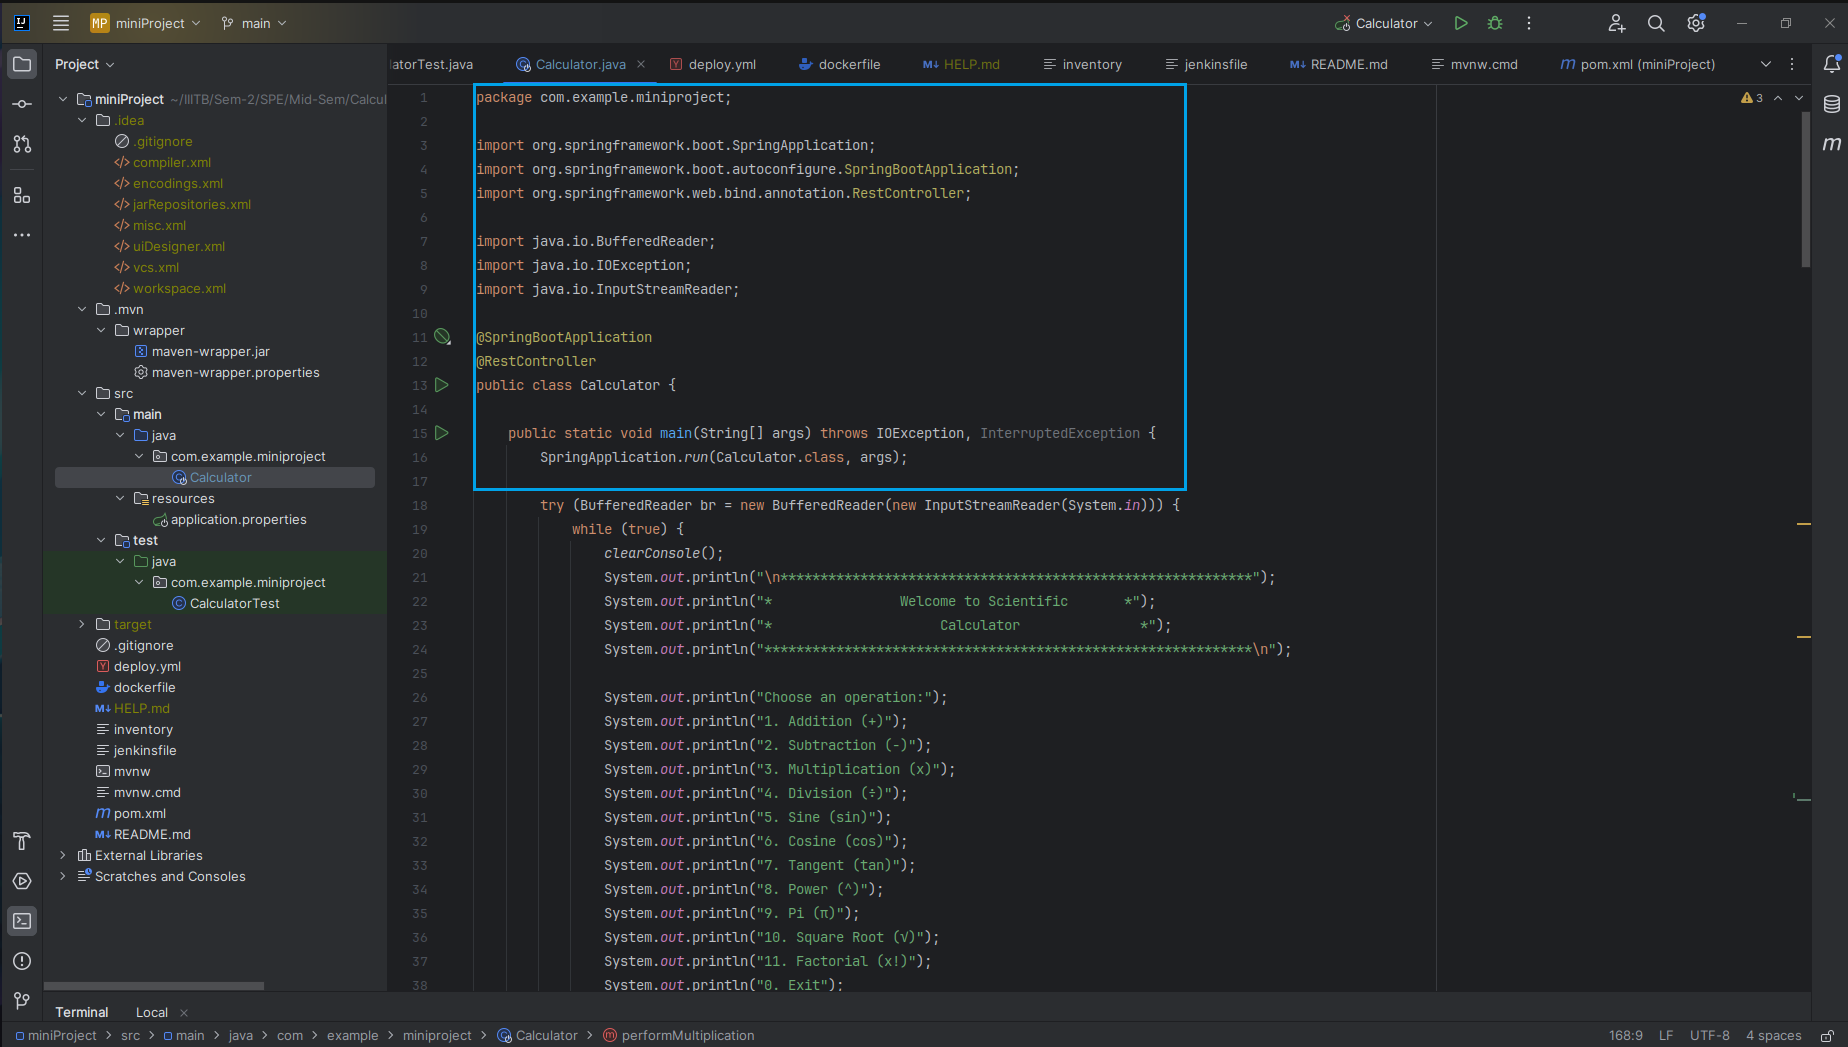 MP miniProject main Calculator
Project
atorTest.java Calculator.java deploy.yml dockerfile HELP.md inventory jenkinsfile README.md mvnw.cmd pom.xml (miniProject)
miniProject ~/IIITB/Sem-2/SPE/Mid-Sem/Calcul
.idea
.gitignore
compiler.xml
encodings.xml
jarRepositories.xml
misc.xml
uiDesigner.xml
vcs.xml
workspace.xml
.mvn
wrapper
maven-wrapper.jar
maven-wrapper.properties
src
main
java
com.example.miniproject
Calculator
resources
application.properties
test
java
com.example.miniproject
CalculatorTest
target
.gitignore
deploy.yml
dockerfile
HELP.md
inventory
jenkinsfile
mvnw
mvnw.cmd
pom.xml
README.md
External Libraries
Scratches and Consoles
3
1 package com.example.miniproject;
2
3 import org.springframework.boot.SpringApplication;
4 import org.springframework.boot.autoconfigure.SpringBootApplication;
5 import org.springframework.web.bind.annotation.RestController;
6
7 import java.io.BufferedReader;
8 import java.io.IOException;
9 import java.io.InputStreamReader;
10
11 @SpringBootApplication
12 @RestController
13 public class Calculator {
14
15 public static void main(String[] args) throws IOException, InterruptedException {
16 SpringApplication.run(Calculator.class, args);
17
18 try (BufferedReader br = new BufferedReader(new InputStreamReader(System.in))) {
19 while (true) {
20 clearConsole();
21 System.out.println("\n***********************************************************");
22 System.out.println("*                Welcome to Scientific       *");
23 System.out.println("*                     Calculator               *");
24 System.out.println("*************************************************************\n");
25
26 System.out.println("Choose an operation:");
27 System.out.println("1. Addition (+)");
28 System.out.println("2. Subtraction (-)");
29 System.out.println("3. Multiplication (x)");
30 System.out.println("4. Division (÷)");
31 System.out.println("5. Sine (sin)");
32 System.out.println("6. Cosine (cos)");
33 System.out.println("7. Tangent (tan)");
34 System.out.println("8. Power (^)");
35 System.out.println("9. Pi (π)");
36 System.out.println("10. Square Root (√)");
37 System.out.println("11. Factorial (x!)");
38 System.out.println("0. Exit");
Terminal Local
miniProject > src > main > java > com > example > miniproject > Calculator > performMultiplication 168:9 LF UTF-8 4 spaces